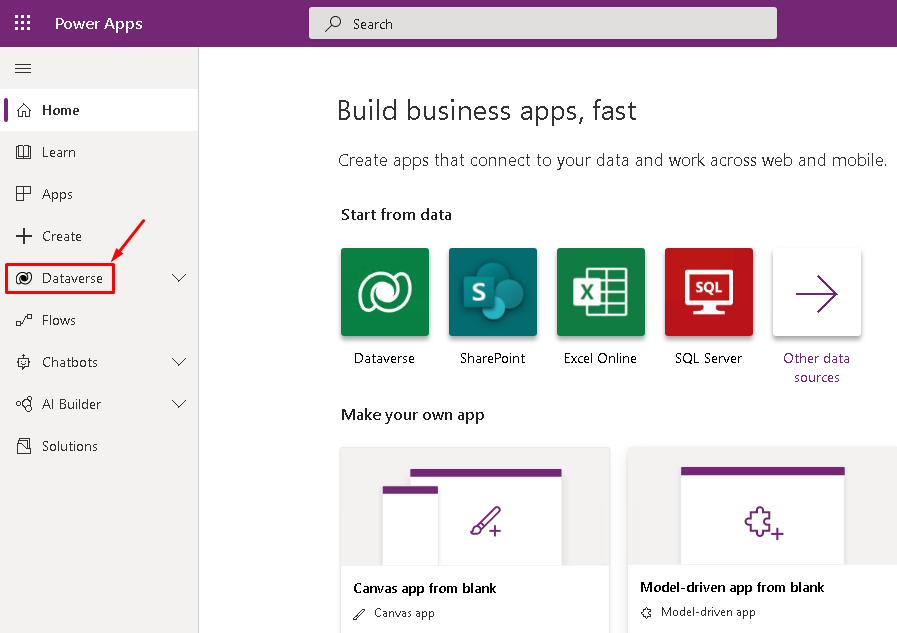 Power Apps
Search
Home
Learn
Apps
Create
Dataverse
Flows
Chatbots
AI Builder
Solutions
Build business apps, fast
Create apps that connect to your data and work across web and mobile.
Start from data
Dataverse
S
SharePoint
X
Excel Online
SQL
SQL Server
Other data
sources
Make your own app
Canvas app from blank
Canvas app
Model-driven app from blank
Model-driven app